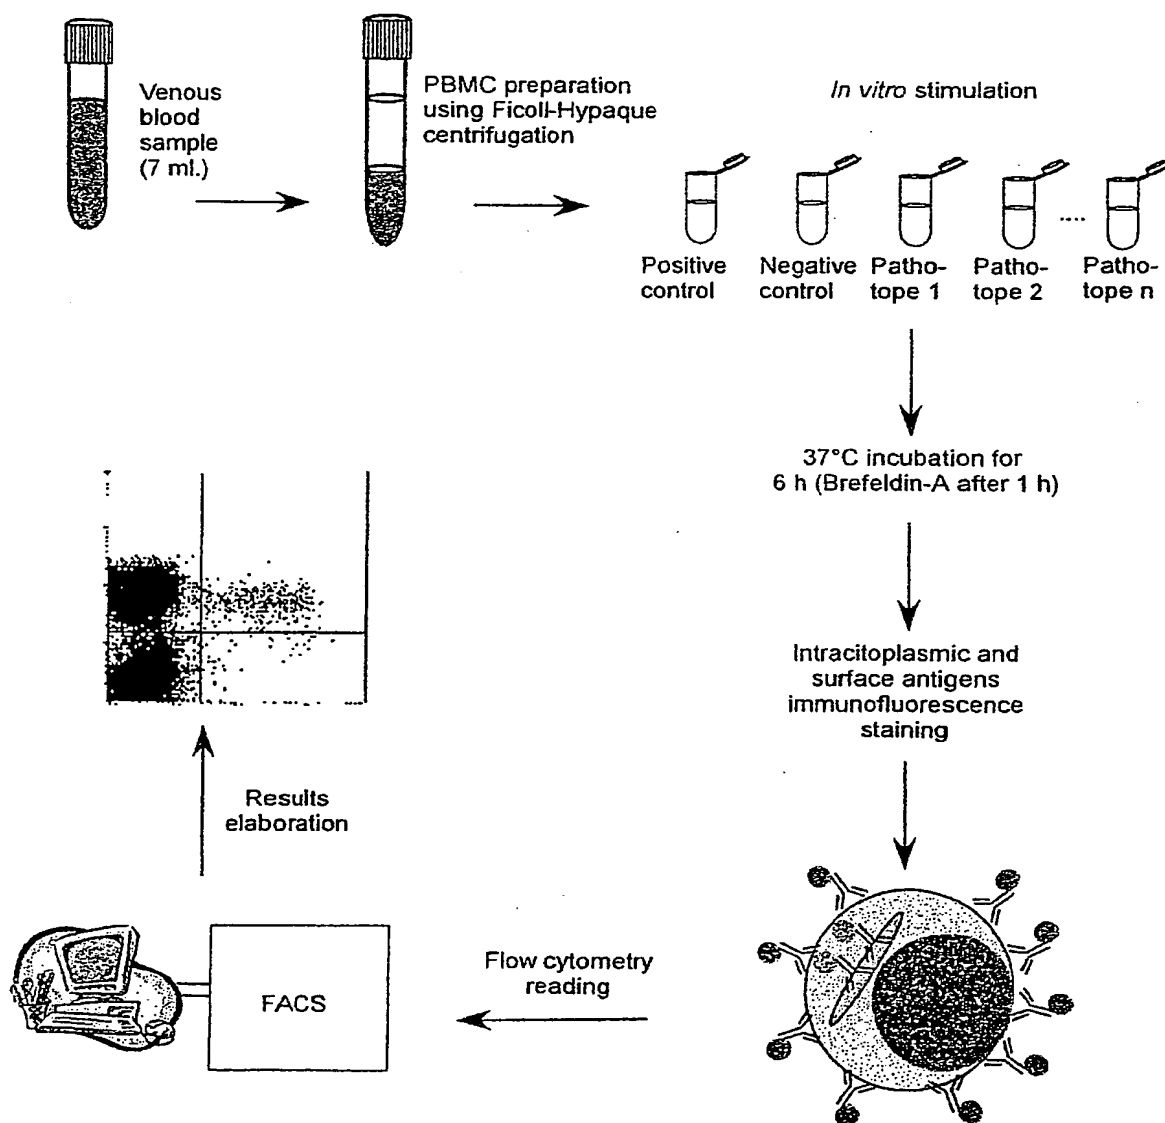 Venous
blood
sample
(7 ml.)
PBMC preparation
using Ficoll-Hypaque
centrifugation
In vitro stimulation
Positive
control
Negative
control
Patho-
tope 1
Patho-
tope 2
.....
Patho-
tope n
37°C incubation for
6 h (Brefeldin-A after 1 h)
Intracitoplasmic and
surface antigens
immunofluorescence
staining
Flow cytometry
reading
FACS
Results
elaboration